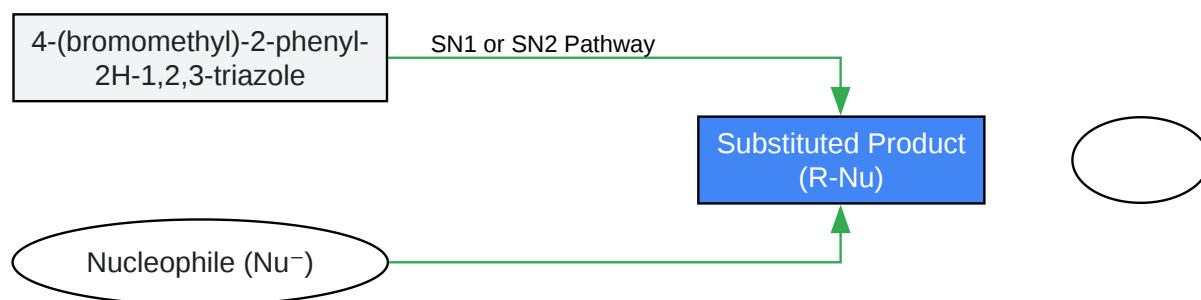 4-(bromomethyl)-2-phenyl-
2H-1,2,3-triazole
SN1 or SN2 Pathway
Substituted Product
(R-Nu)
Nucleophile (Nu⁻)